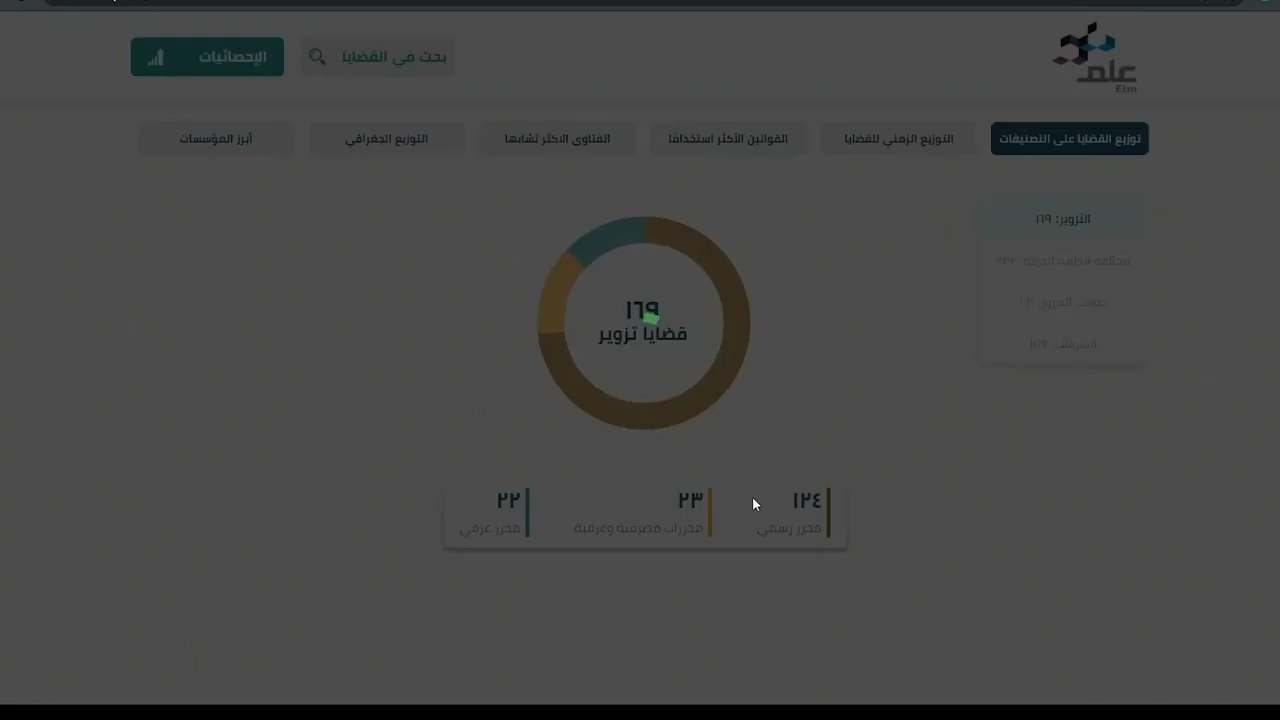 علم
Elm
بحث في القضايا
الإحصائيات
توزيع القضايا على التصنيفات
التوزيع الزمني للقضايا
القوانين الأكثر استخداما
الفتاوى الاكثر تشابها
التوزيع الجغرافي
أبرز المؤسسات
التزوير: ١٦٩
١٦٩
قضايا تزوير
١٢٤
محرر رسمي
٢٣
محررات مصرفية وعرفية
٢٢
محرر عرفي